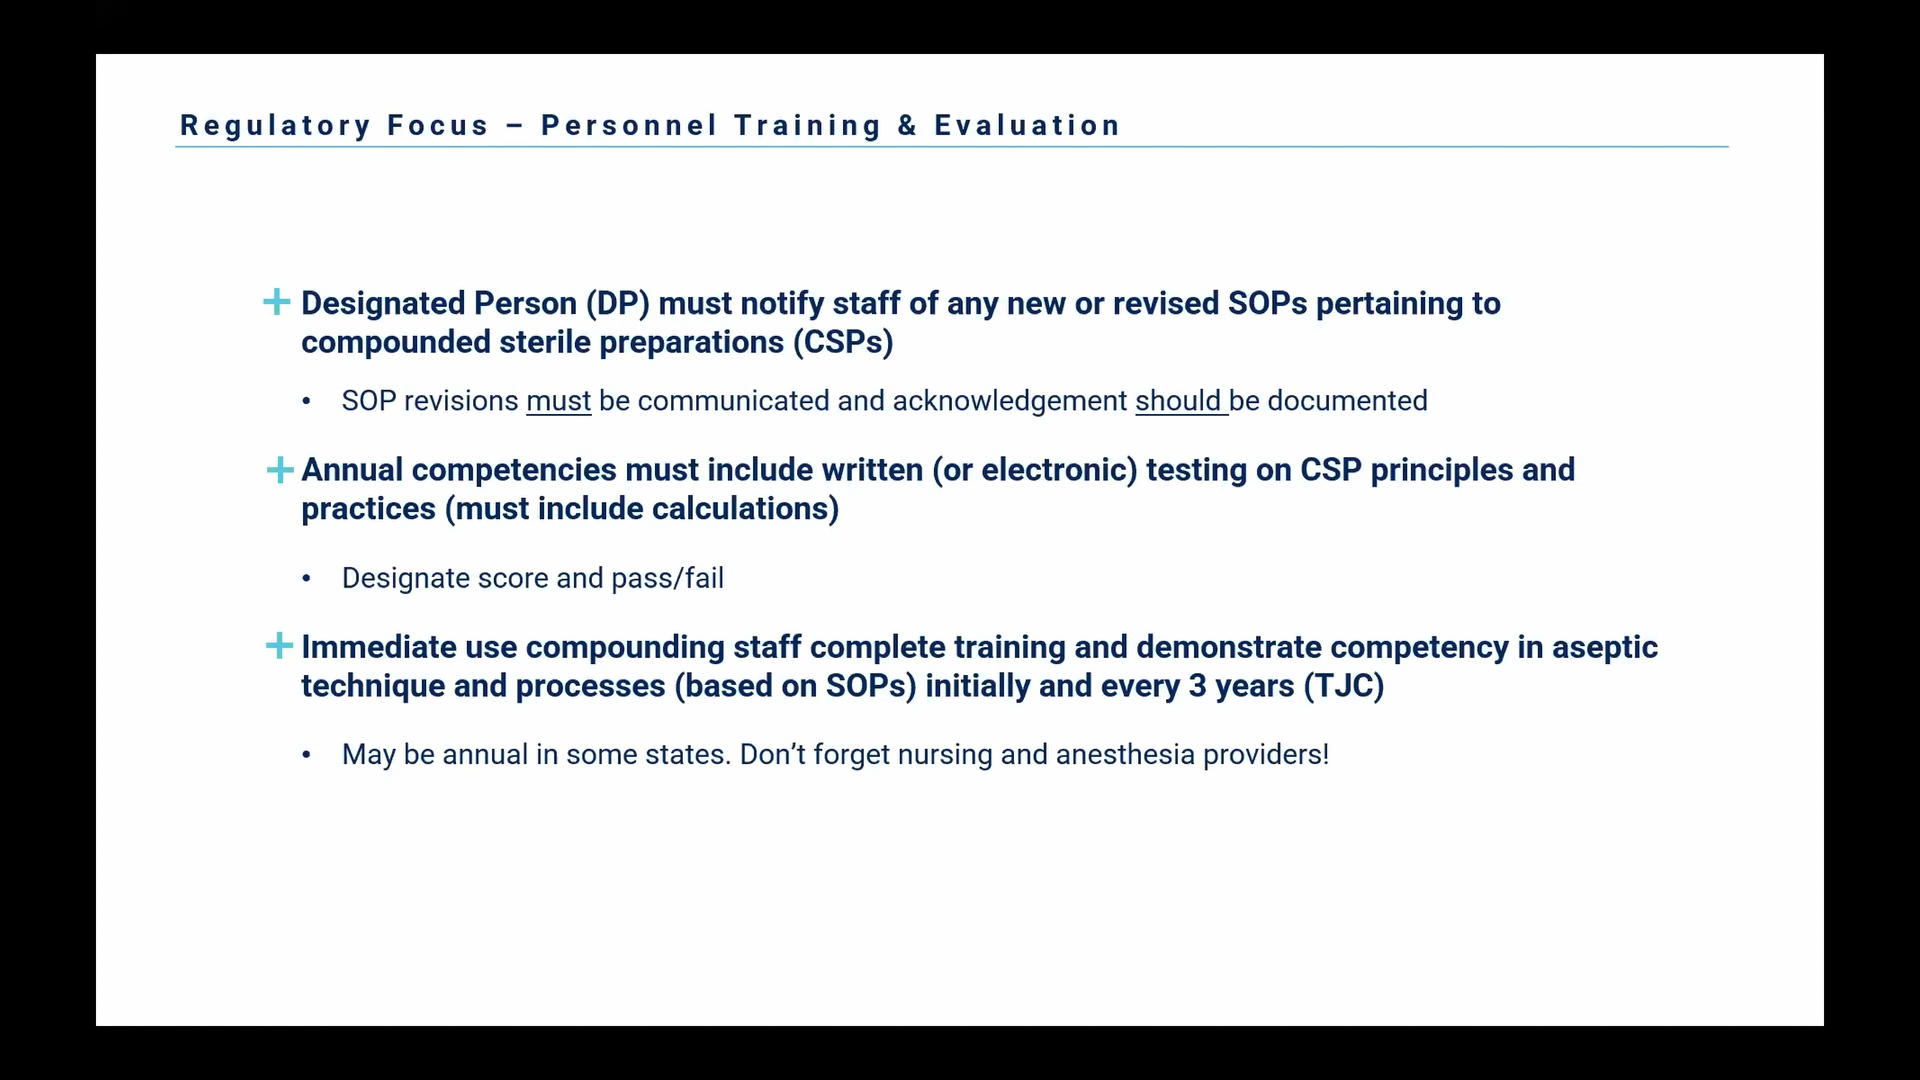 Regulatory Focus – Personnel Training & Evaluation
Designated Person (DP) must notify staff of any new or revised SOPs pertaining to
compounded sterile preparations (CSPs)
• SOP revisions must be communicated and acknowledgement should be documented
Annual competencies must include written (or electronic) testing on CSP principles and
practices (must include calculations)
• Designate score and pass/fail
Immediate use compounding staff complete training and demonstrate competency in aseptic
technique and processes (based on SOPs) initially and every 3 years (TJC)
• May be annual in some states. Don’t forget nursing and anesthesia providers!